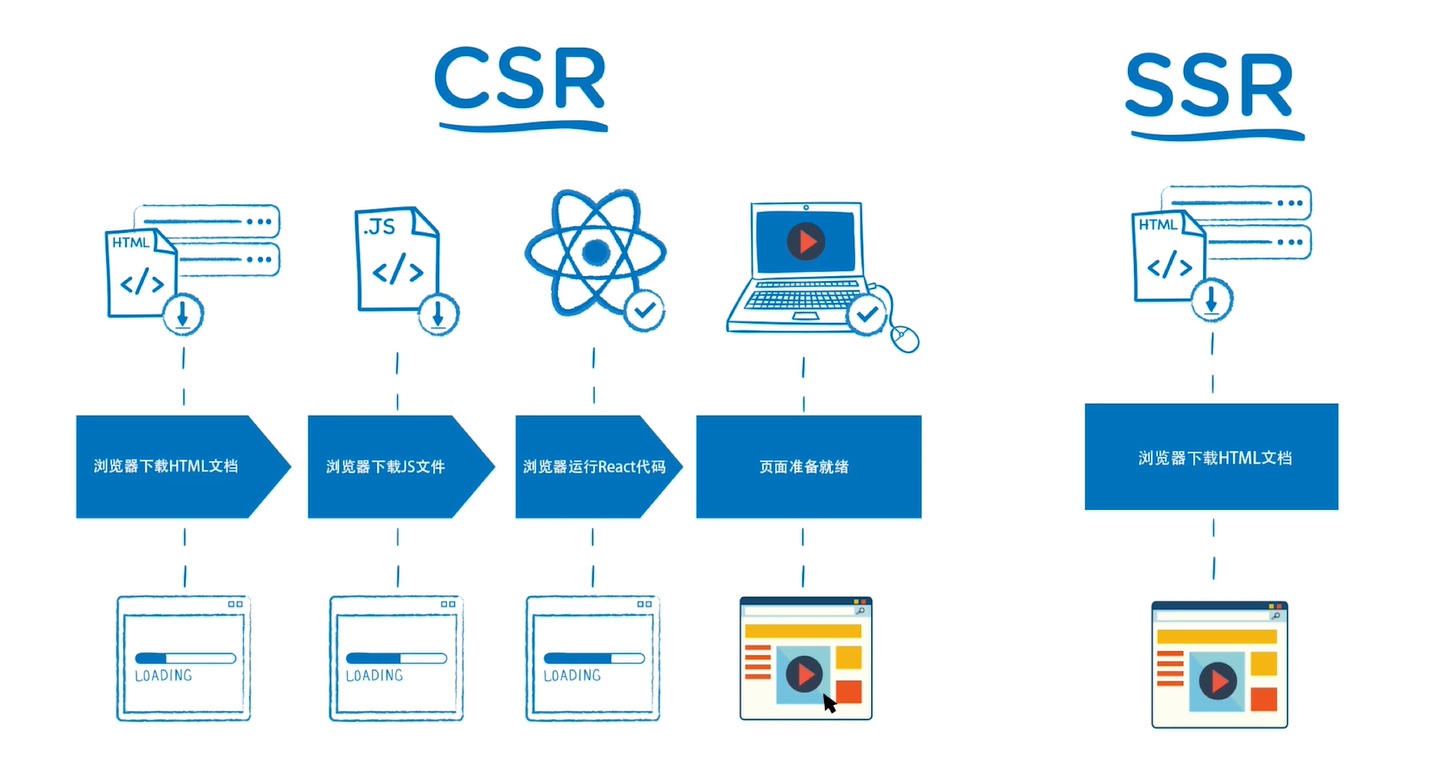 CSR
SSR
HTML
.JS
HTML
</>
</>
</>
浏览器下载HTML文档
浏览器下载JS文件
浏览器运行React代码
页面准备就绪
浏览器下载HTML文档
LOADING
LOADING
LOADING